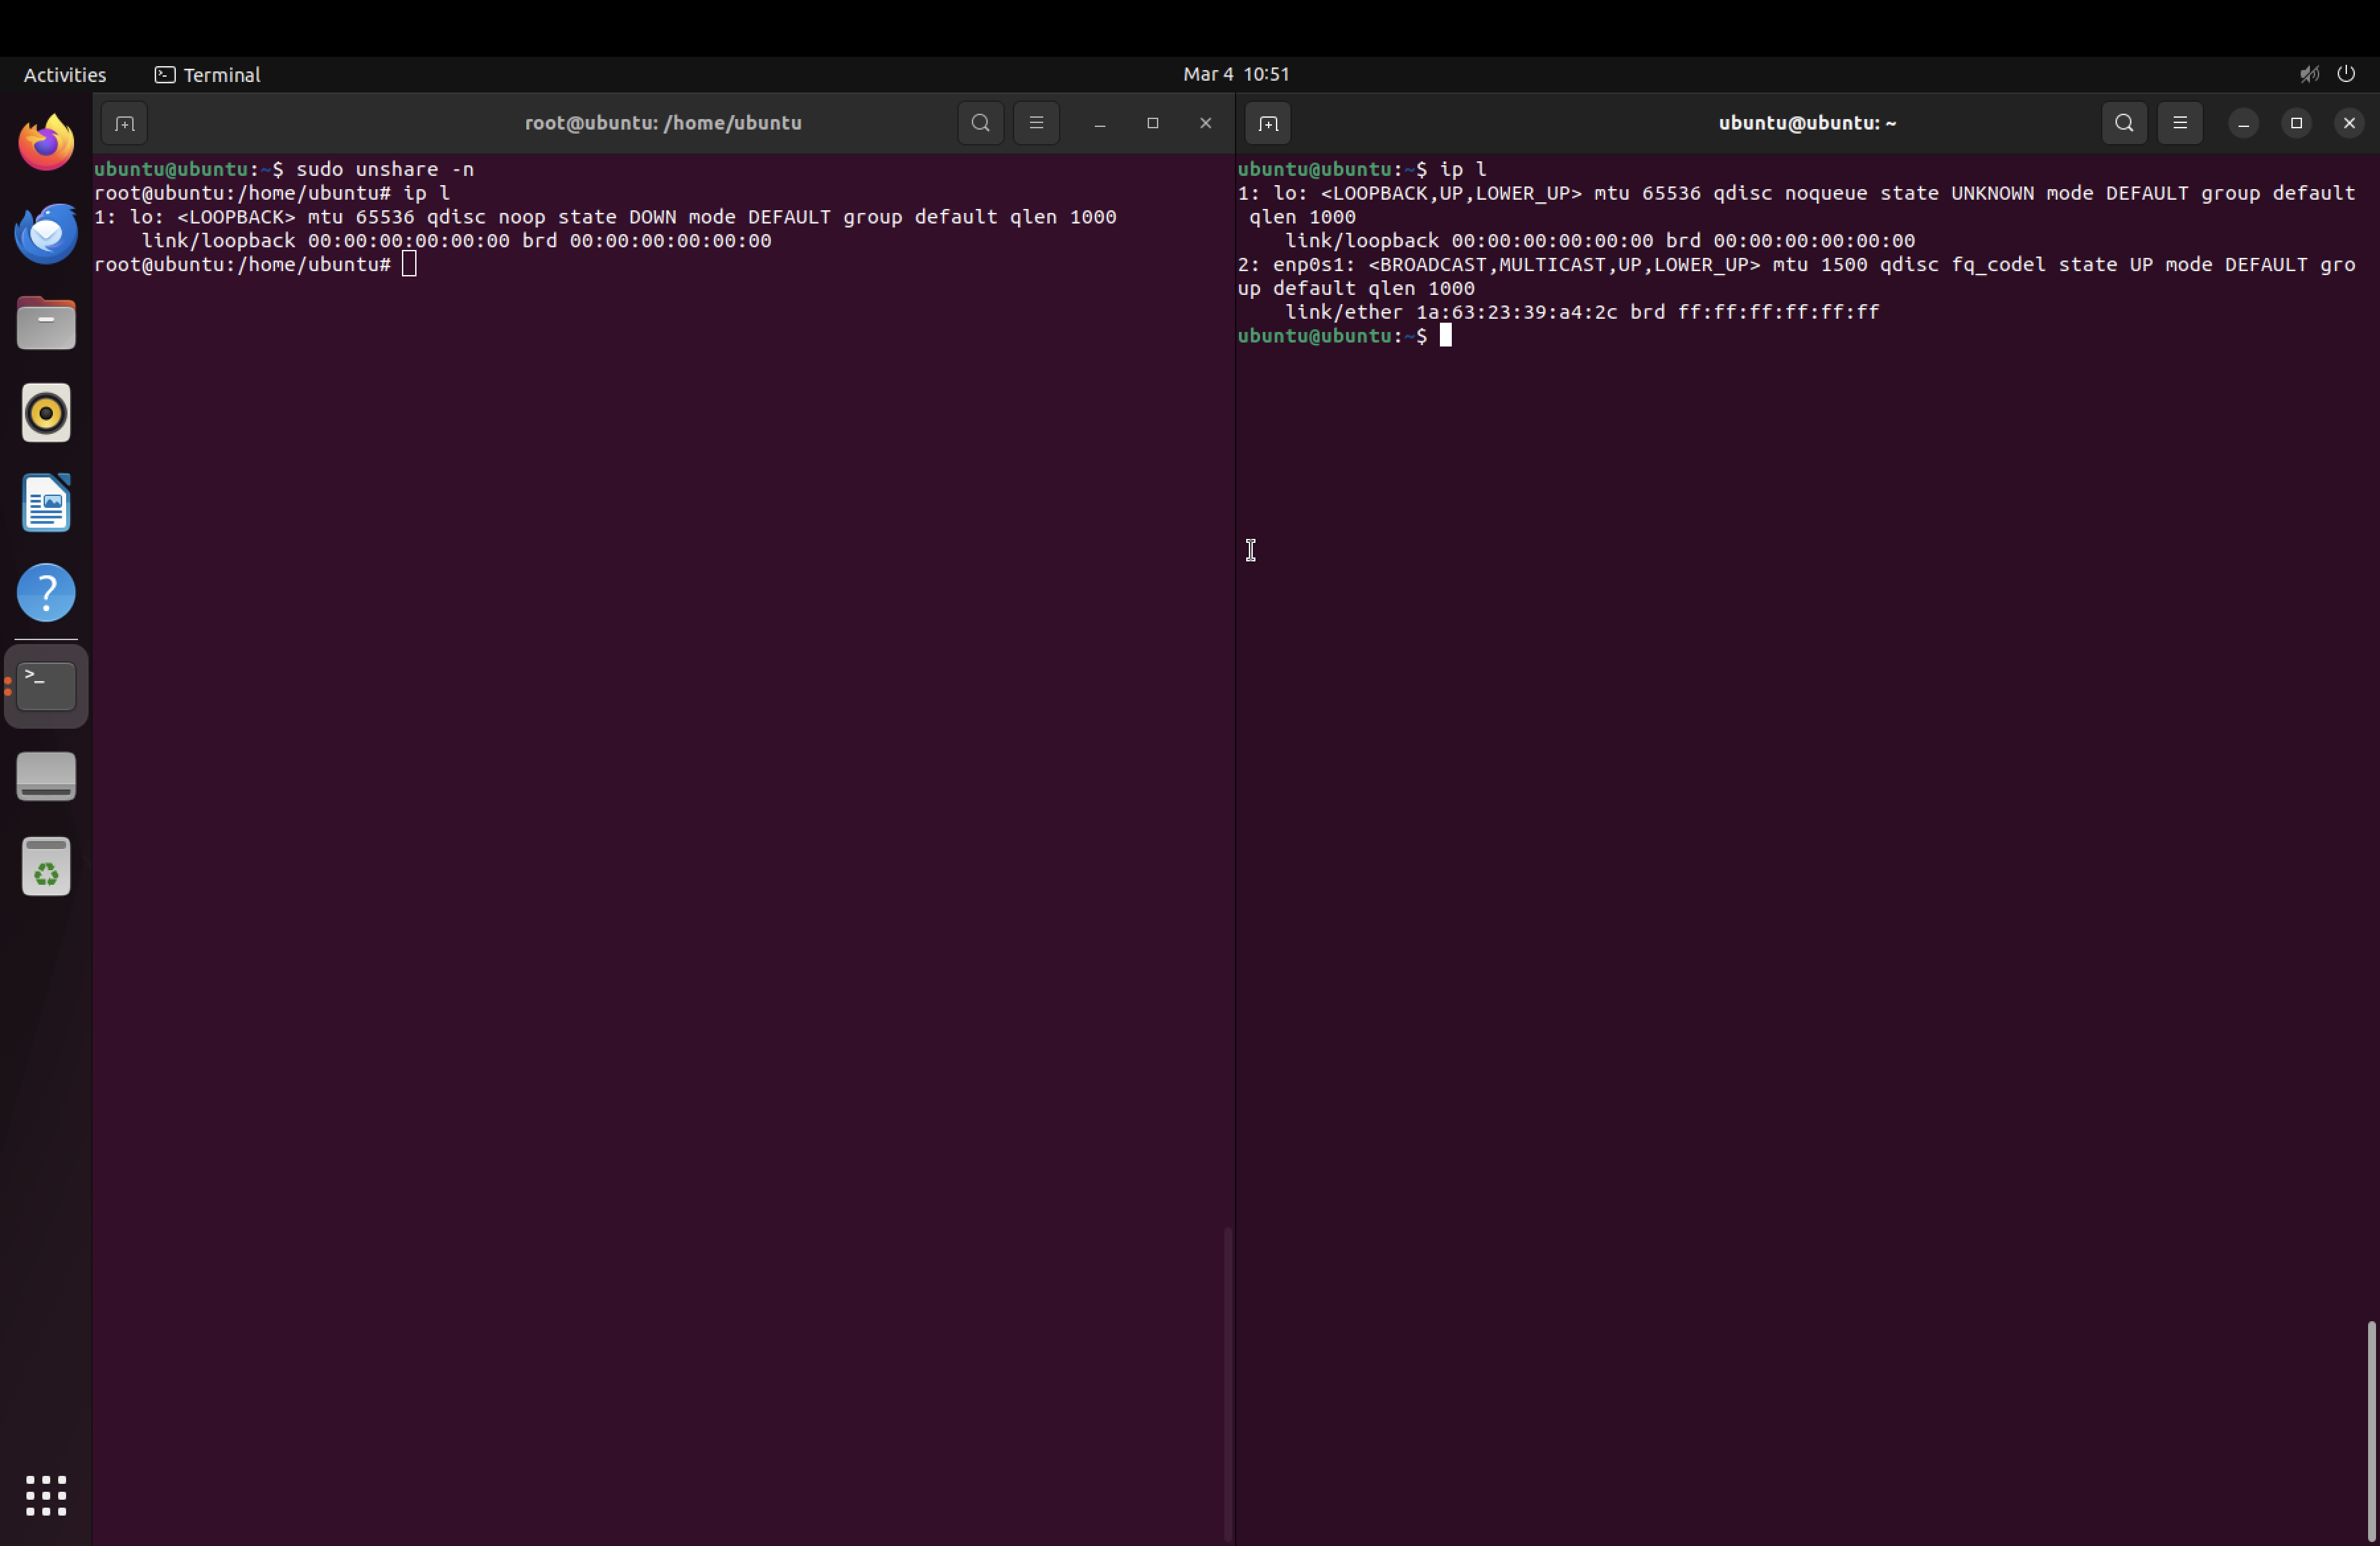 Activities
Terminal
Mar 4 10:51
root@ubuntu: /home/ubuntu
ubuntu@ubuntu:~$ sudo unshare -n
root@ubuntu:/home/ubuntu# ip l
1: lo: <LOOPBACK> mtu 65536 qdisc noop state DOWN mode DEFAULT group default qlen 1000
    link/loopback 00:00:00:00:00:00 brd 00:00:00:00:00:00
root@ubuntu:/home/ubuntu#
ubuntu@ubuntu: ~
ubuntu@ubuntu:~$ ip l
1: lo: <LOOPBACK,UP,LOWER_UP> mtu 65536 qdisc noqueue state UNKNOWN mode DEFAULT group default
 qlen 1000
    link/loopback 00:00:00:00:00:00 brd 00:00:00:00:00:00
2: enp0s1: <BROADCAST,MULTICAST,UP,LOWER_UP> mtu 1500 qdisc fq_codel state UP mode DEFAULT gro
up default qlen 1000
    link/ether 1a:63:23:39:a4:2c brd ff:ff:ff:ff:ff:ff
ubuntu@ubuntu:~$